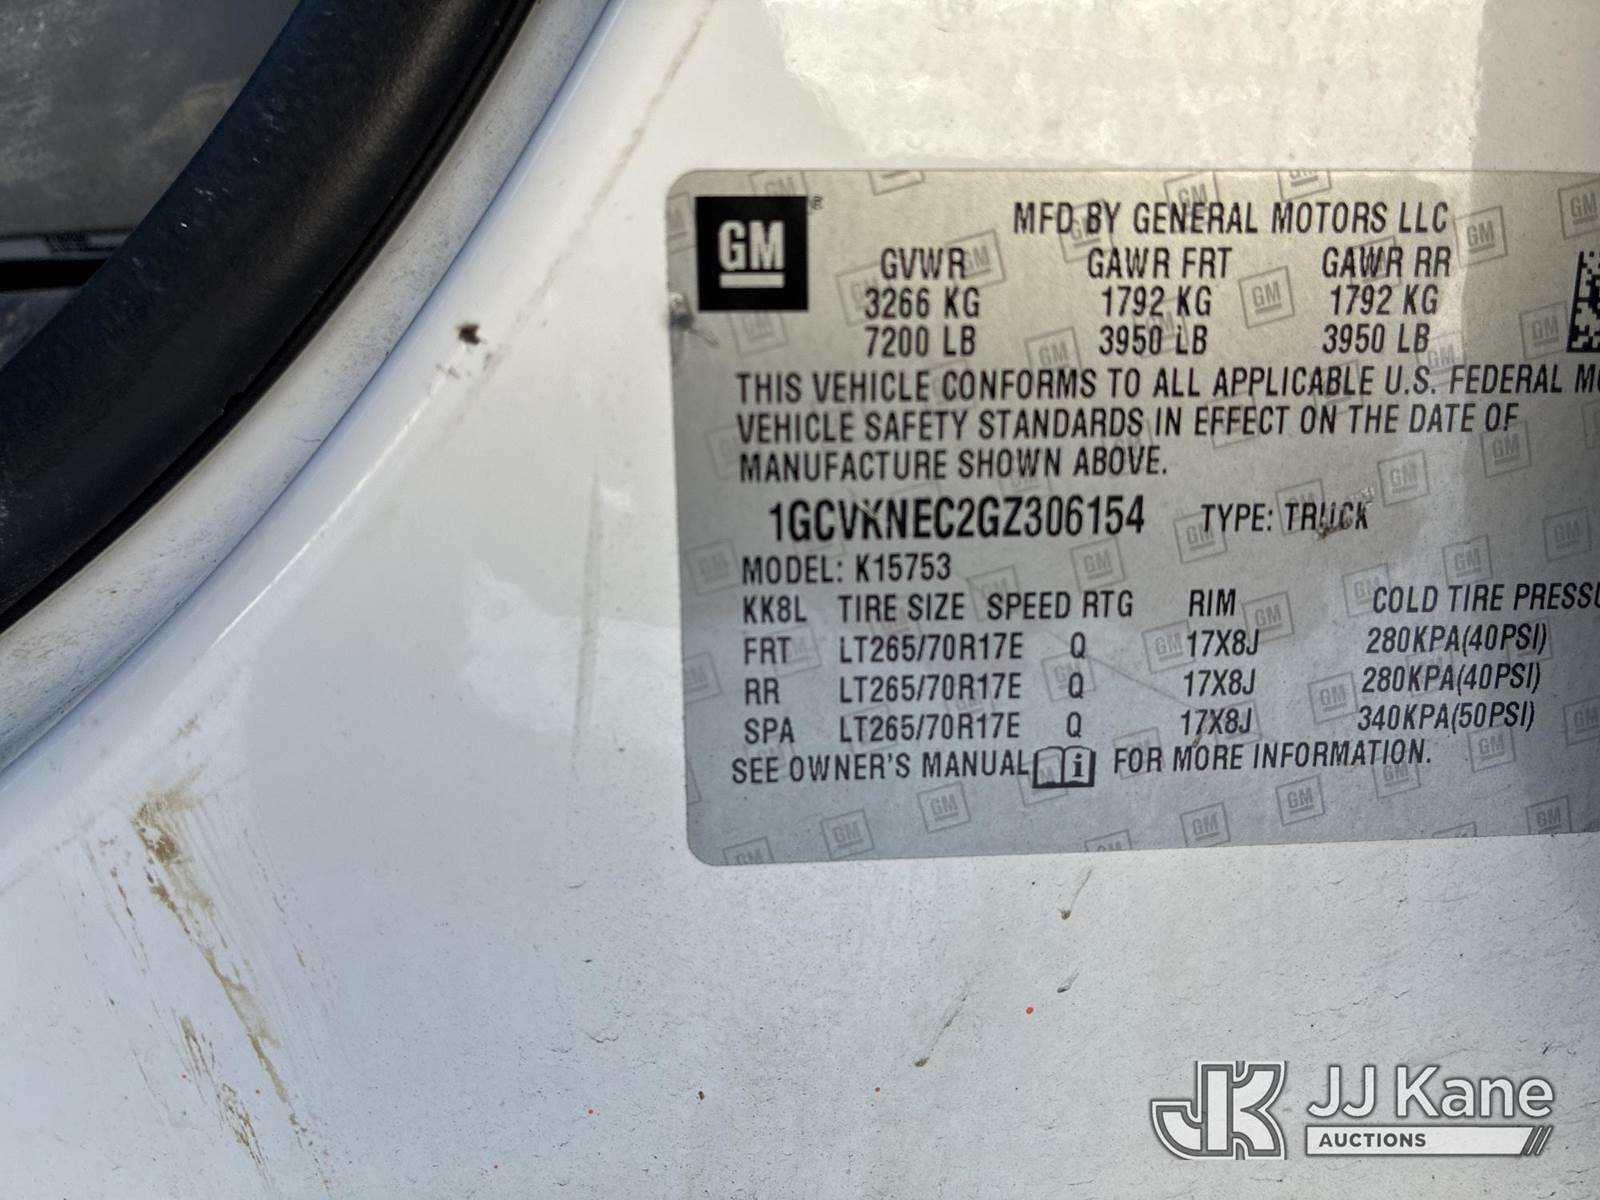 GM
MFD BY GENERAL MOTORS LLC
GVWR GAWR FRT GAWR RR
3266 KG 1792 KG 1792 KG
7200 LB 3950 LB 3950 LB
THIS VEHICLE CONFORMS TO ALL APPLICABLE U.S. FEDERAL
VEHICLE SAFETY STANDARDS IN EFFECT ON THE DATE OF
MANUFACTURE SHOWN ABOVE.
1GCVKNEC2GZ306154 TYPE: TRUCK
MODEL: K15753
KK8L TIRE SIZE SPEED RTG RIM COLD TIRE PRESSU
FRT LT265/70R17E Q 17X8J 280KPA(40PSI)
RR LT265/70R17E Q 17X8J 280KPA(40PSI)
SPA LT265/70R17E Q 17X8J 340KPA(50PSI)
SEE OWNER'S MANUAL i FOR MORE INFORMATION.
JK JJ Kane
AUCTIONS